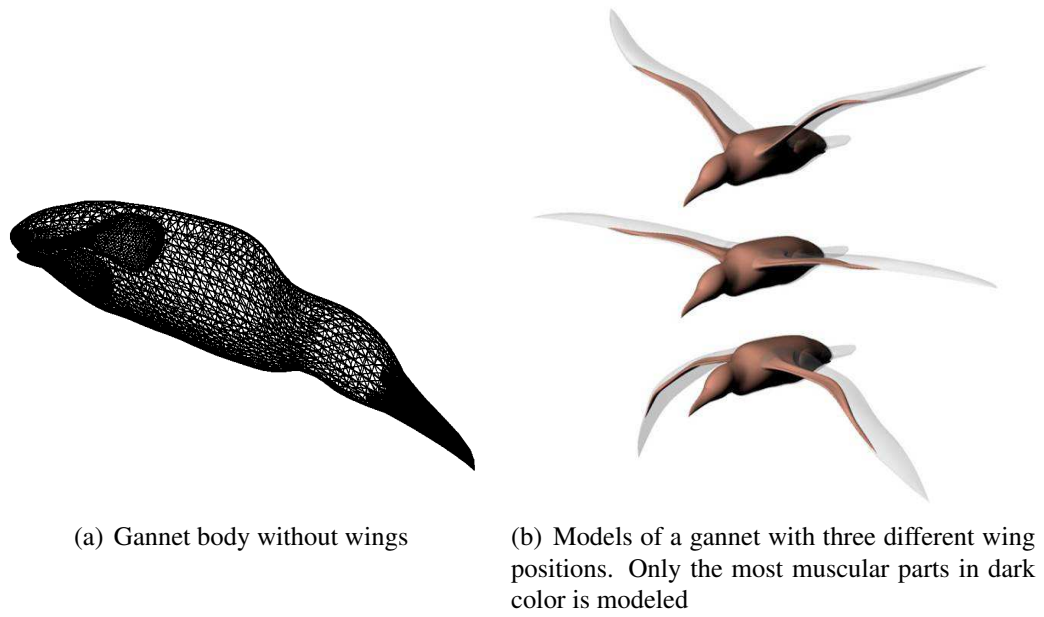 (a) Gannet body without wings
(b) Models of a gannet with three different wing
positions. Only the most muscular parts in dark
color is modeled